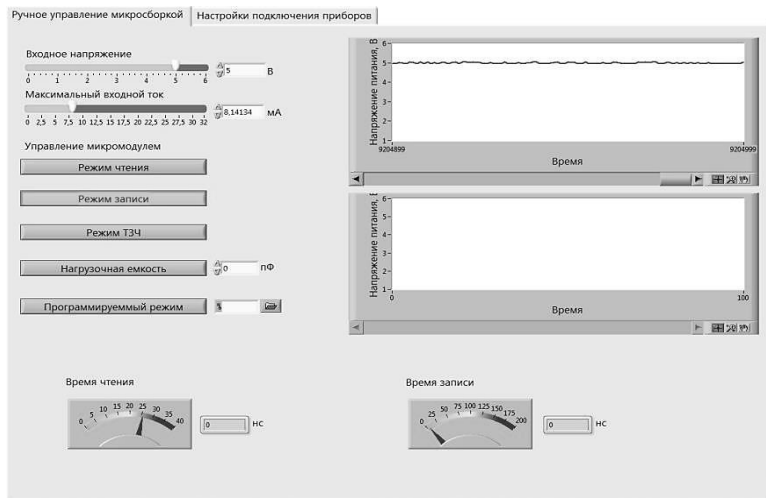 Ручное управление микросборкой
Настройки подключения приборов
Входное напряжение
0 1 2 3 4 5 6
5 В
Максимальный входной ток
0 2,5 5 7,5 10 12,5 15 17,5 20 22,5 25 27,5 30 32
8,14134 мА
Управление микромодулем
Режим чтения
Режим записи
Режим ТЗЧ
Нагрузочная емкость
0 пФ
Программируеммый режим
%
Напряжение питания, В
6
5
4
3
2
1
9204899 9204999
Время
Напряжение питания, В
6
5
4
3
2
1
0 100
Время
Время чтения
0 5 10 15 20 25 30 35 40
0 нс
Время записи
0 25 50 75 100 125 150 175 200
0 нс